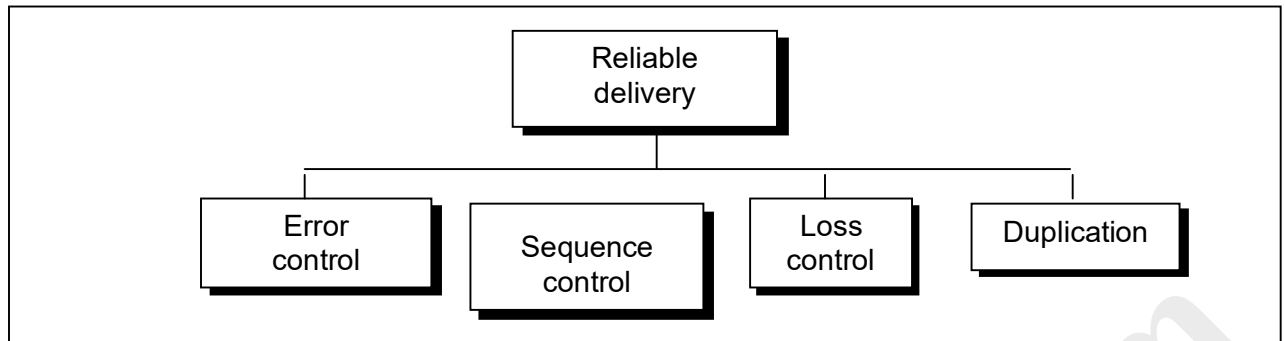 Reliable
delivery
Error
control
Sequence
control
Loss
control
Duplication